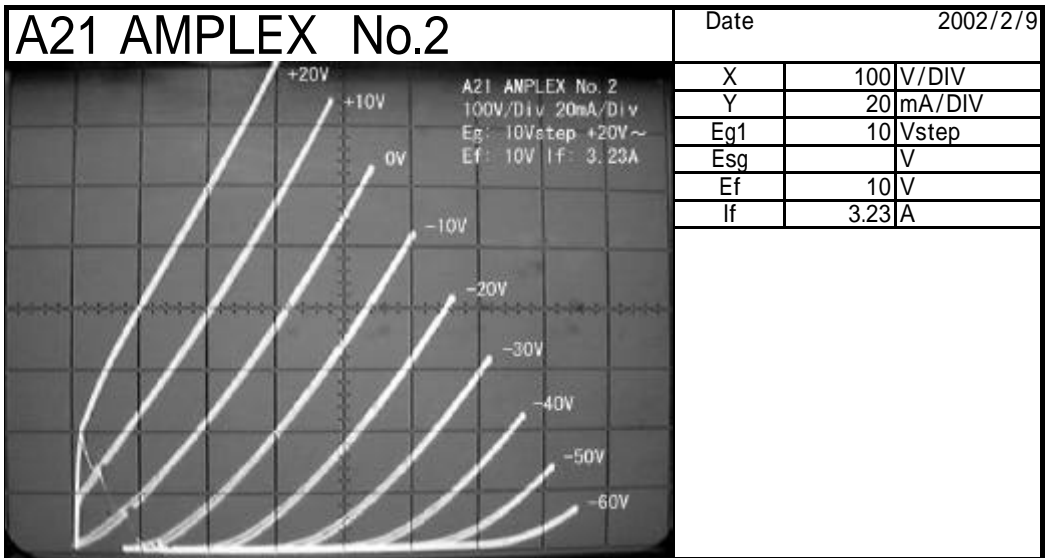 A21 AMPLEX No.2
Date 2002/2/9
X 100 V/DIV
Y 20 mA/DIV
Eg1 10 Vstep
Esg V
Ef 10 V
If 3.23 A
A21 AMPLEX No.2
100V/Div 20mA/Div
Eg: 10Vstep +20V~
Ef: 10V If: 3.23A
+20V
+10V
0V
-10V
-20V
-30V
-40V
-50V
-60V